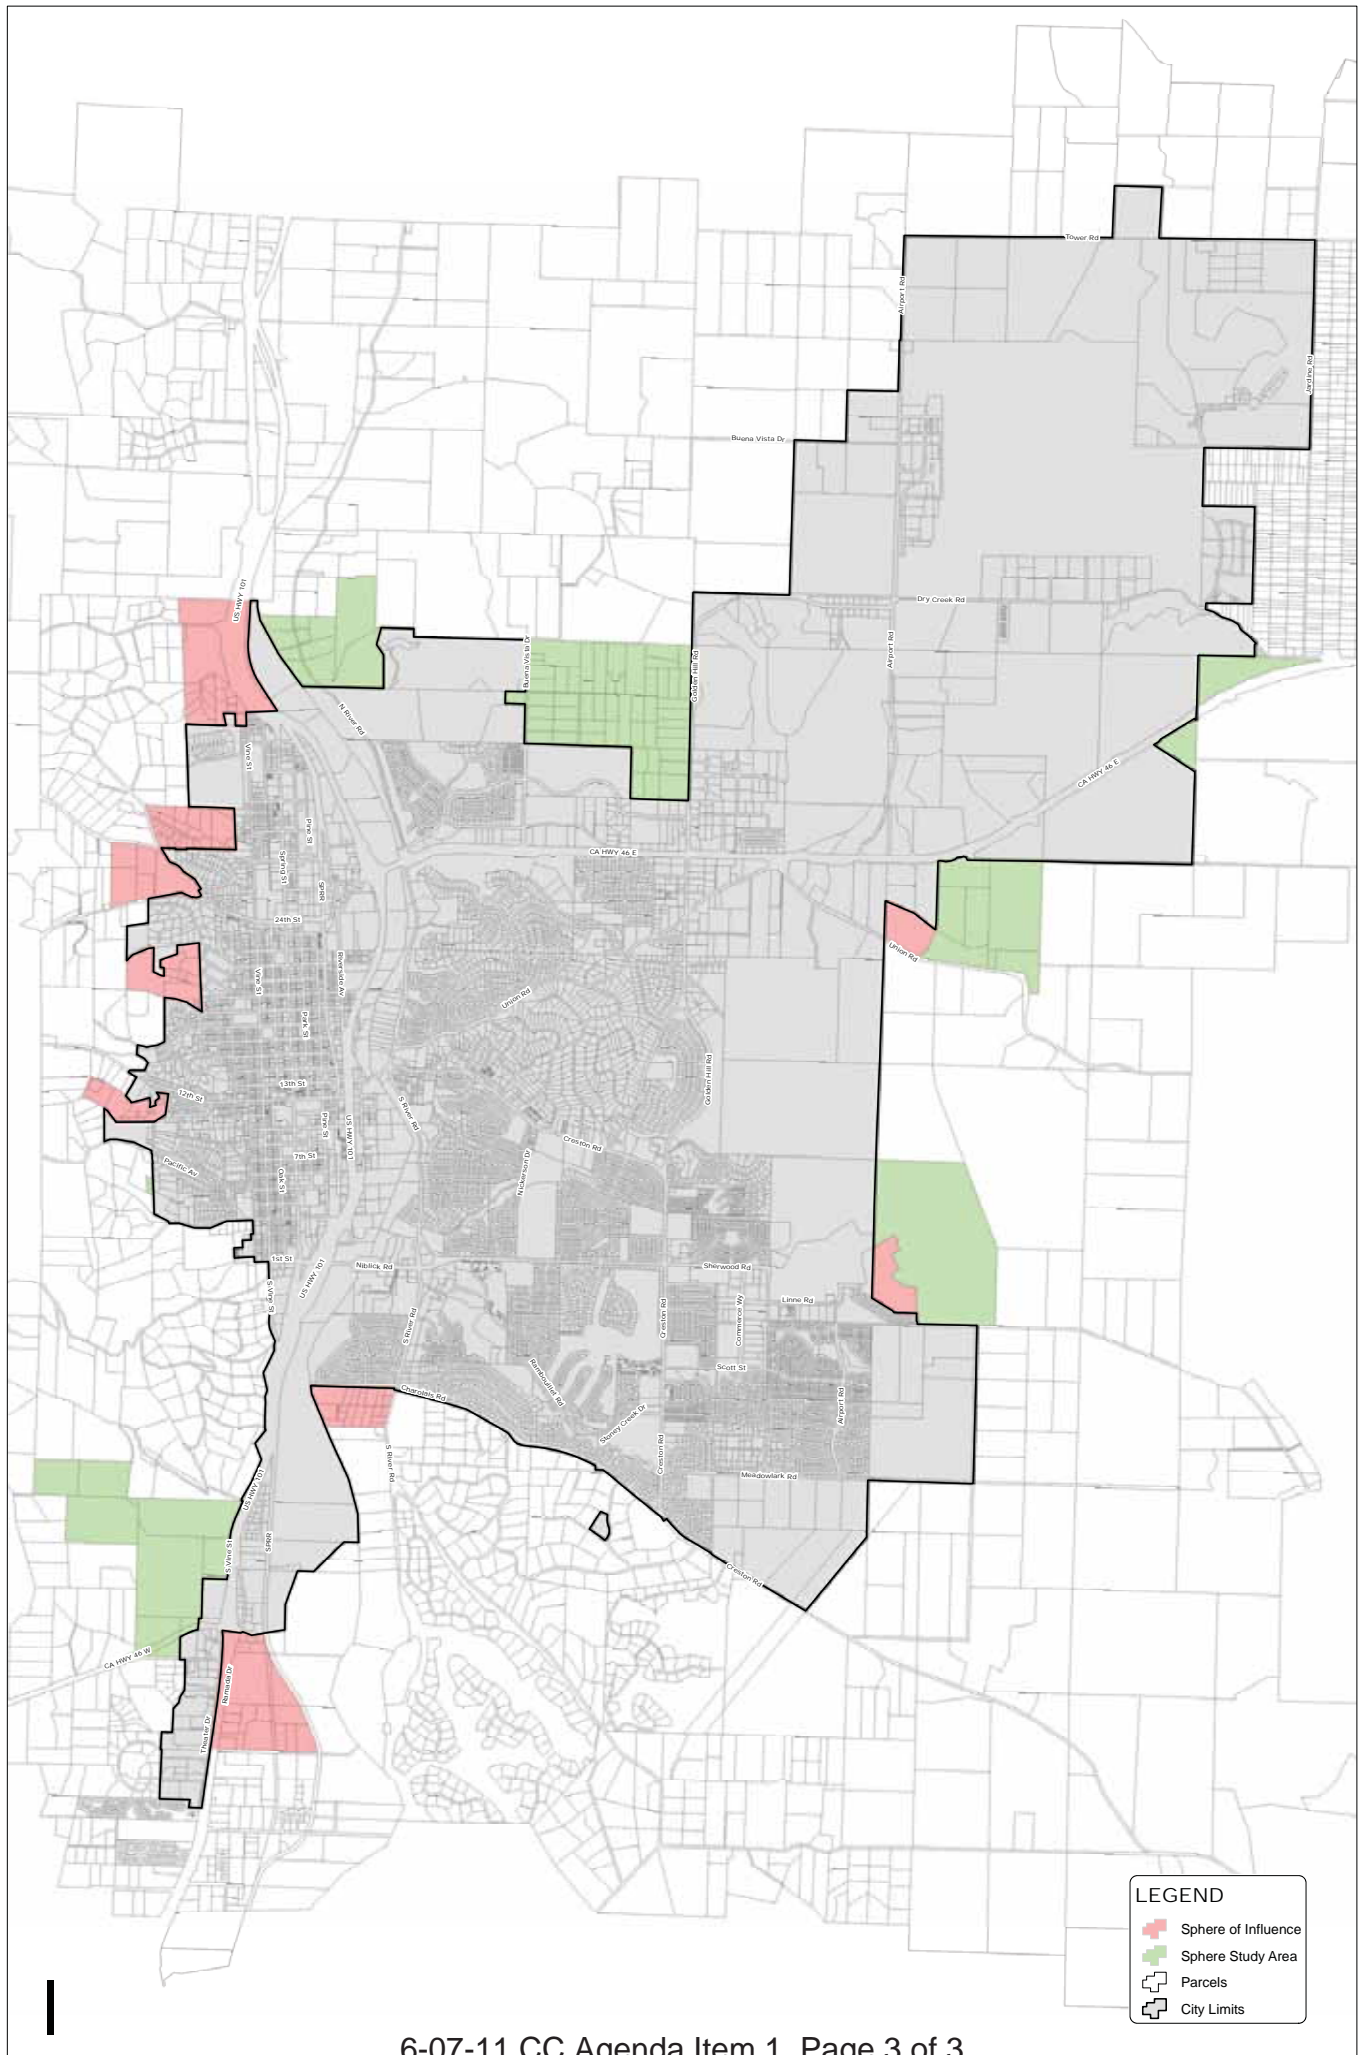 Tower Rd
Airport Rd
Jardine Rd
Buena Vista Dr
US HWY 101
Dry Creek Rd
Airport Rd
Buena Vista Dr
Golden Hill Rd
N River Rd
Vine St
CA HWY 46 E
Pine St
Spring St
CA HWY 46 E
SPRR
24th St
Union Rd
Riverside Av
Vine St
Union Rd
Park St
Golden Hill Rd
13th St
12th St
S River Rd
Pine St
US HWY 101
Creston Rd
7th St
Pacific Av
Oak St
Nickerson Dr
1st St
Niblick Rd
Sherwood Rd
US HWY 101
S Vine St
Linne Rd
S River Rd
Creston Rd
Commerce Wy
Scott St
Rambouillet Rd
Charolais Rd
Airport Rd
Stoney Creek Dr
Creston Rd
S River Rd
Meadowlark Rd
US HWY 101
SPRR
S Vine St
Creston Rd
CA HWY 46 W
Ramada Dr
Theater Dr
LEGEND
Sphere of Influence
Sphere Study Area
Parcels
City Limits
6-07-11 CC Agenda Item 1 Page 3 of 3